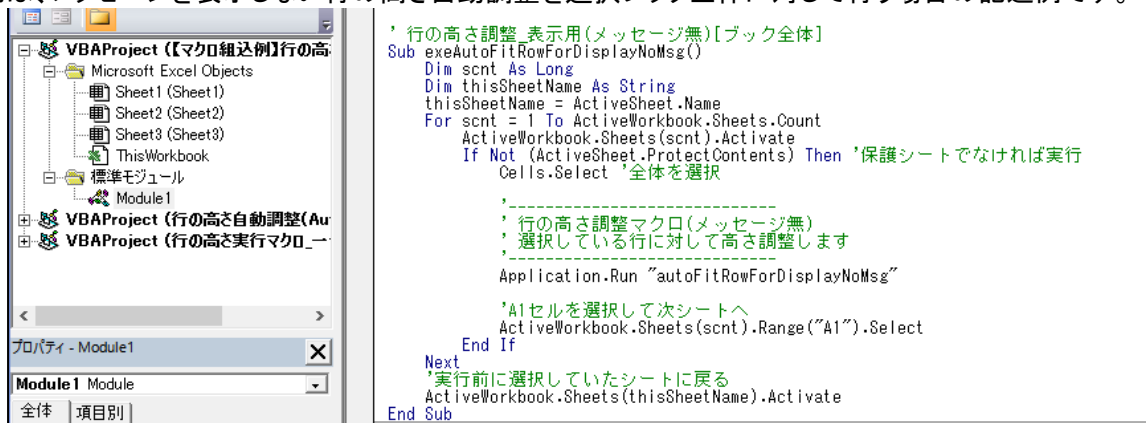 VBAProject (【マクロ組込例】行の高
Microsoft Excel Objects
Sheet1 (Sheet1)
Sheet2 (Sheet2)
Sheet3 (Sheet3)
ThisWorkbook
標準モジュール
Module1
VBAProject (行の高さ自動調整(Au
VBAProject (行の高さ実行マクロ_一
プロパティ - Module1
Module1 Module
全体
項目別
' 行の高さ調整_表示用(メッセージ無)[ブック全体]
Sub exeAutoFitRowForDisplayNoMsg()
Dim scnt As Long
Dim thisSheetName As String
thisSheetName = ActiveSheet.Name
For scnt = 1 To ActiveWorkbook.Sheets.Count
ActiveWorkbook.Sheets(scnt).Activate
If Not (ActiveSheet.ProtectContents) Then '保護シートでなければ実行
Cells.Select '全体を選択
'-----------------------------
' 行の高さ調整マクロ(メッセージ無)
' 選択している行に対して高さ調整します
'-----------------------------
Application.Run "autoFitRowForDisplayNoMsg"
'A1セルを選択して次シートへ
ActiveWorkbook.Sheets(scnt).Range("A1").Select
End If
Next
'実行前に選択していたシートに戻る
ActiveWorkbook.Sheets(thisSheetName).Activate
End Sub